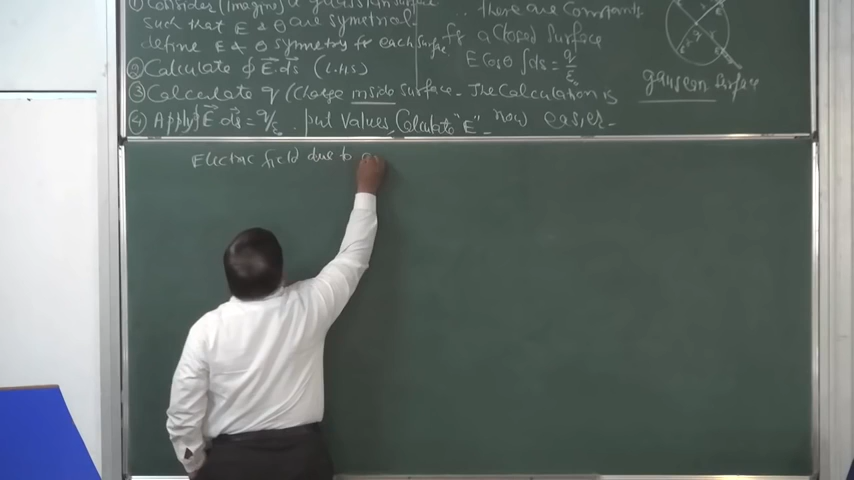 ① Consider (Imagine) a gaussian surface
such that E & θ are symetrical.
define E & θ symmetry for each surface.
② Calculate ∮ E⃗.ds⃗ (L.H.S)
③ Calculate q (Charge inside Surface - The Calculation is
④ Apply ∮ E⃗ ds⃗ = q/ε₀ .. put Values, Calculate "E" - now easier -
there are Components
a Closed Surface
E Cosθ ∫ds = q/ε₀
gaussian Surface
Electric field due to